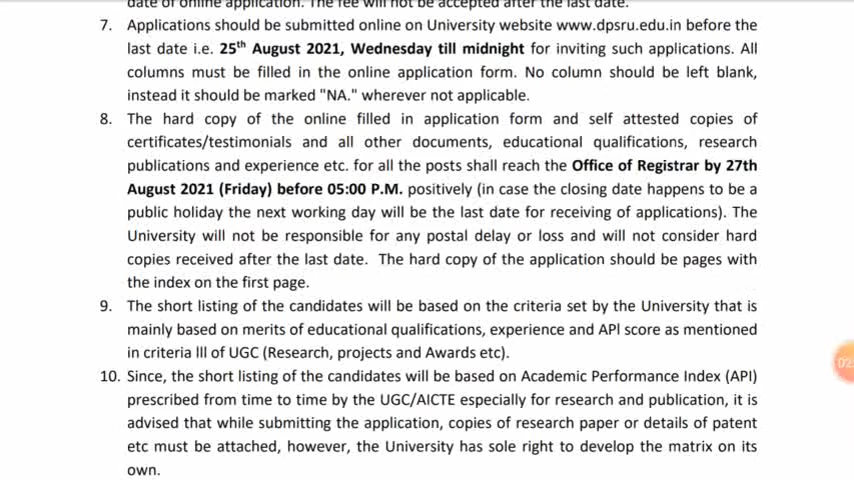 date of online application. The fee will not be accepted after the last date.
7. Applications should be submitted online on University website www.dpsru.edu.in before the
last date i.e. 25th August 2021, Wednesday till midnight for inviting such applications. All
columns must be filled in the online application form. No column should be left blank,
instead it should be marked "NA." wherever not applicable.
8. The hard copy of the online filled in application form and self attested copies of
certificates/testimonials and all other documents, educational qualifications, research
publications and experience etc. for all the posts shall reach the Office of Registrar by 27th
August 2021 (Friday) before 05:00 P.M. positively (in case the closing date happens to be a
public holiday the next working day will be the last date for receiving of applications). The
University will not be responsible for any postal delay or loss and will not consider hard
copies received after the last date. The hard copy of the application should be pages with
the index on the first page.
9. The short listing of the candidates will be based on the criteria set by the University that is
mainly based on merits of educational qualifications, experience and API score as mentioned
in criteria III of UGC (Research, projects and Awards etc).
10. Since, the short listing of the candidates will be based on Academic Performance Index (API)
prescribed from time to time by the UGC/AICTE especially for research and publication, it is
advised that while submitting the application, copies of research paper or details of patent
etc must be attached, however, the University has sole right to develop the matrix on its
own.